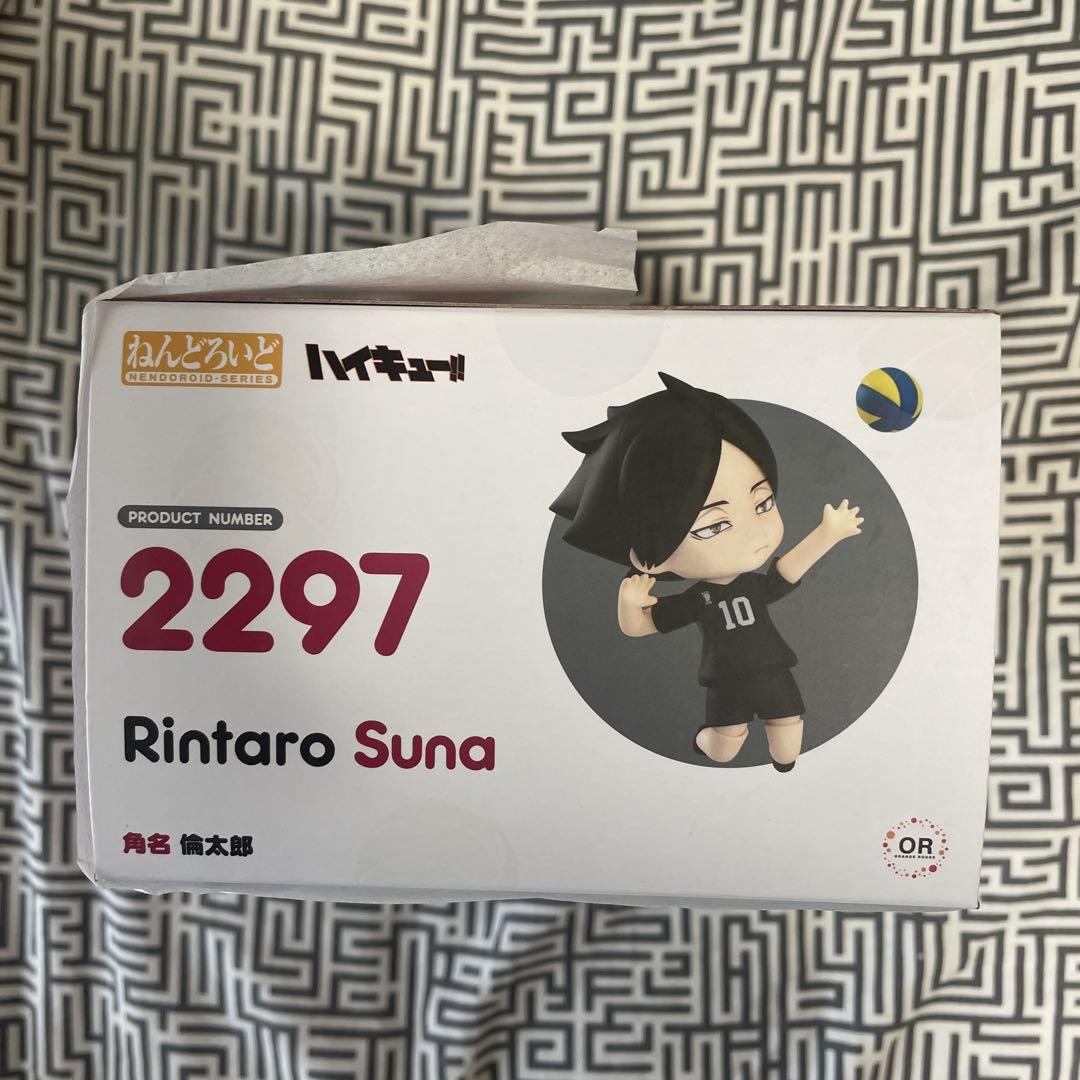 ねんどろいど
NENDOROID-SERIES
ハイキュー!!
PRODUCT NUMBER
2297
Rintaro Suna
角名 倫太郎
10
OR
ORANGE ROUGE